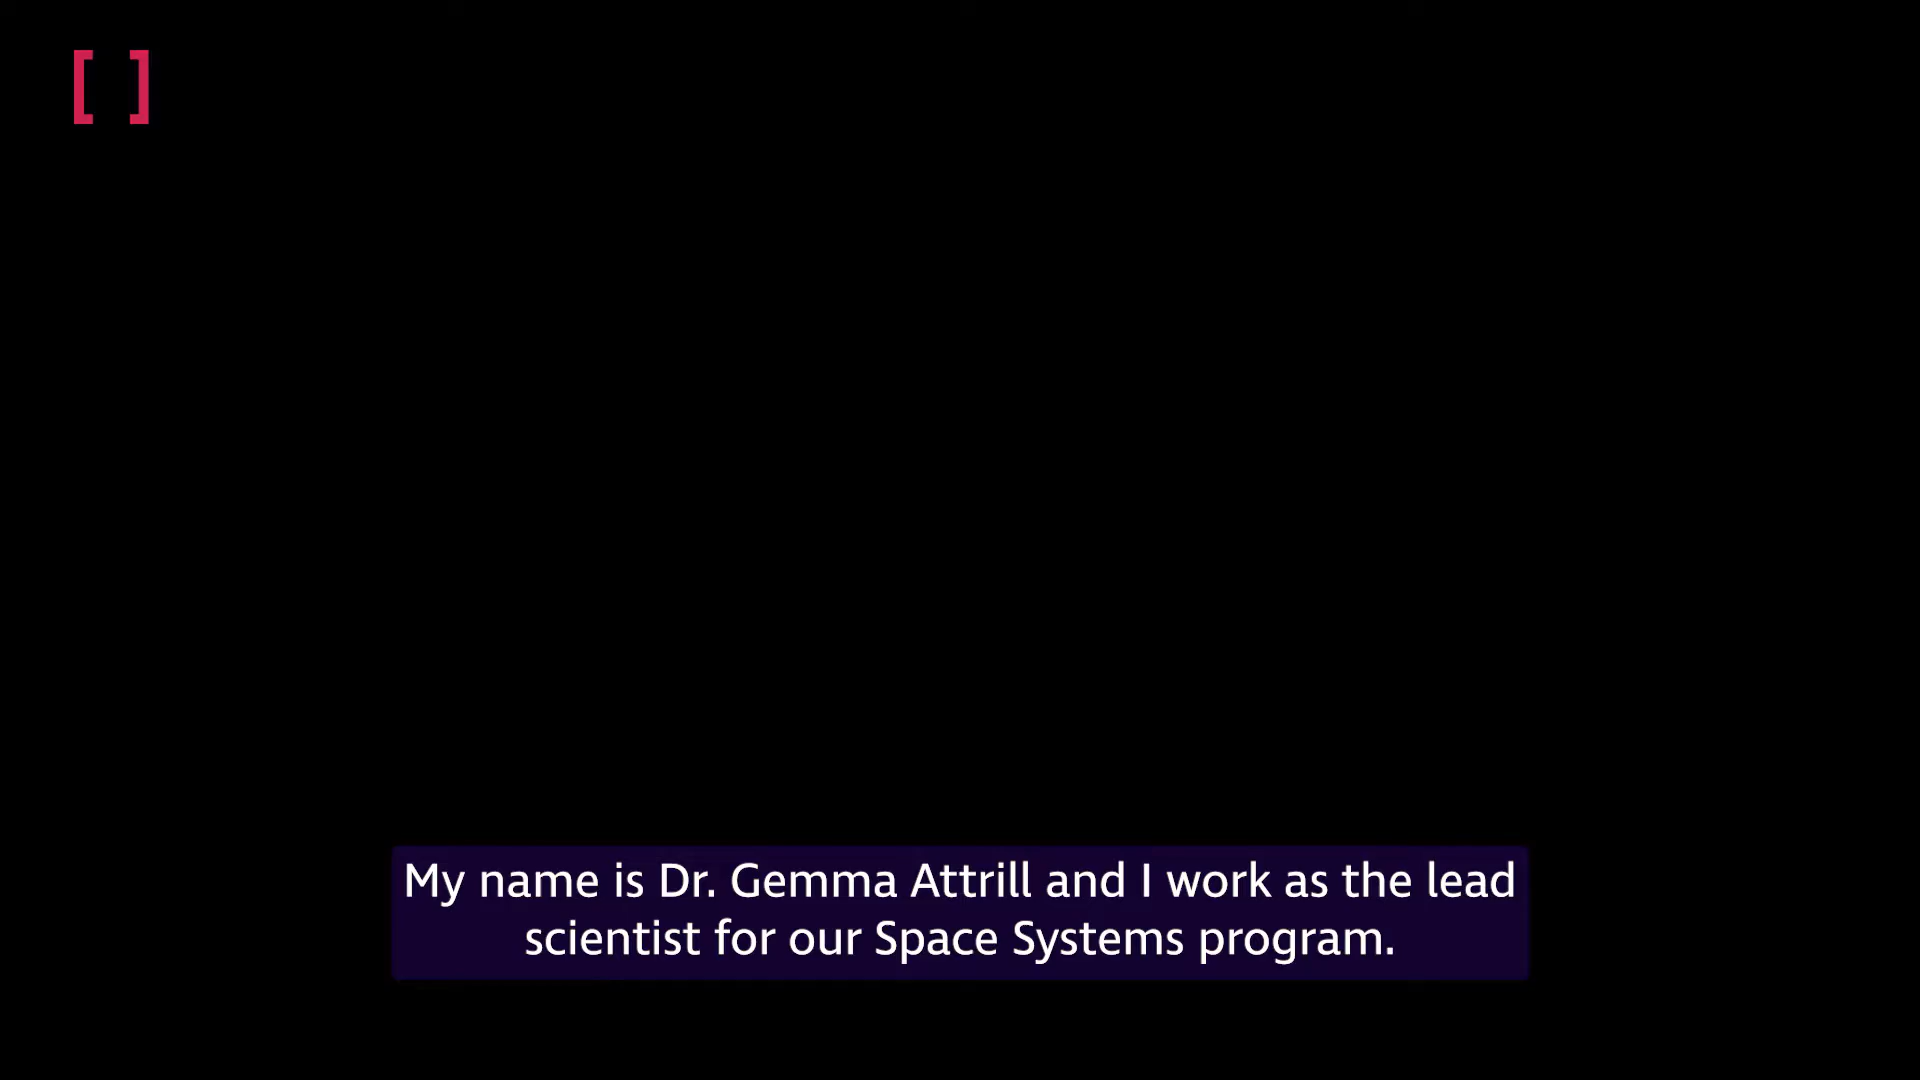 [ ]
My name is Dr. Gemma Attrill and I work as the lead
scientist for our Space Systems program.